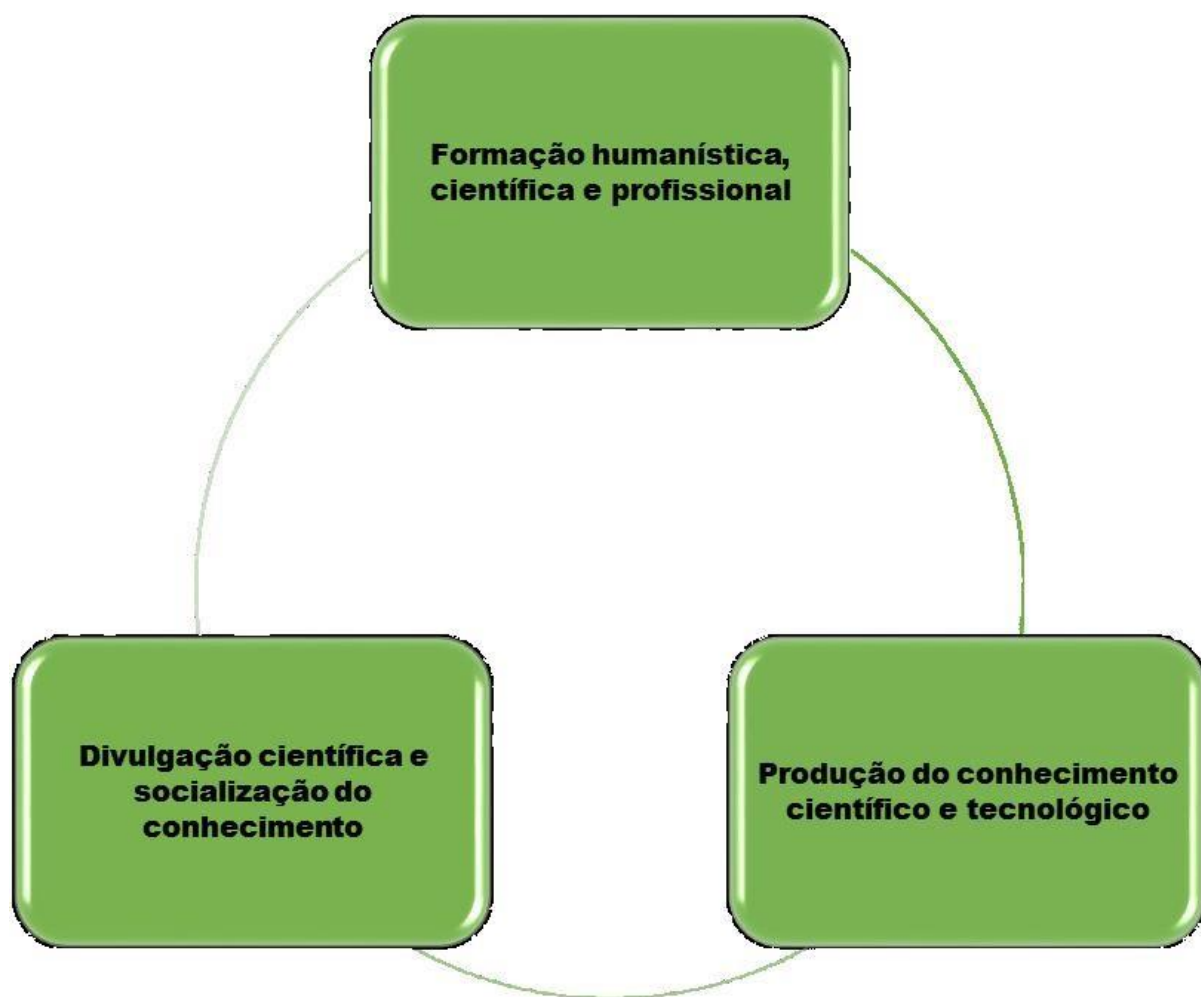 Formação humanística,
científica e profissional
Divulgação científica e
socialização do
conhecimento
Produção do conhecimento
científico e tecnológico